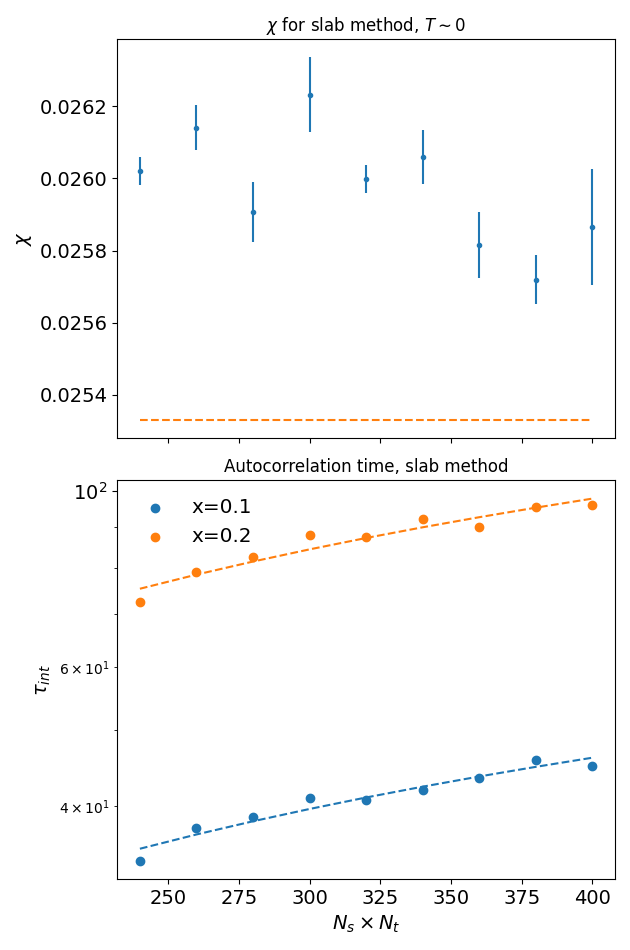 χ for slab method, T ∼ 0
0.0262
0.0260
0.0258
0.0256
0.0254
χ
Autocorrelation time, slab method
10²
6 × 10¹
4 × 10¹
τ_int
x=0.1
x=0.2
250 275 300 325 350 375 400
N_s × N_t